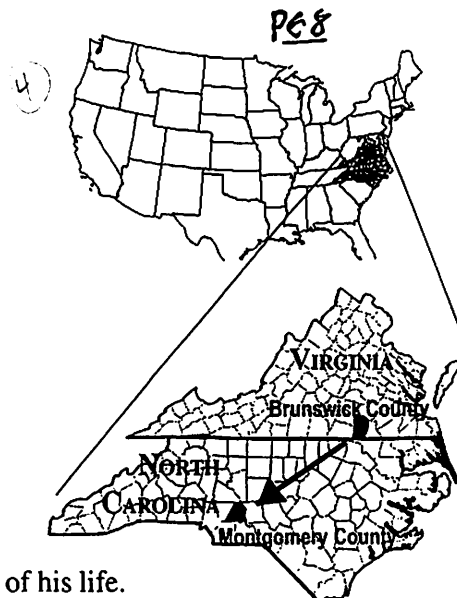 PG 8
4
VIRGINIA
Brunswick County
NORTH
CAROLINA
Montgomery County
of his life.